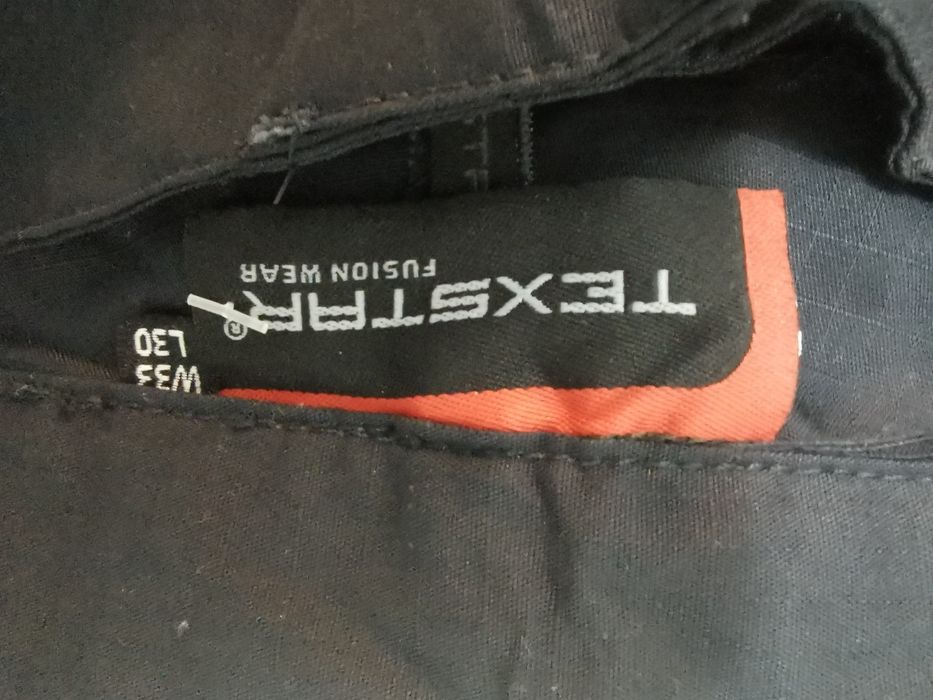 TEXSTAR®
FUSION WEAR
W33
L30